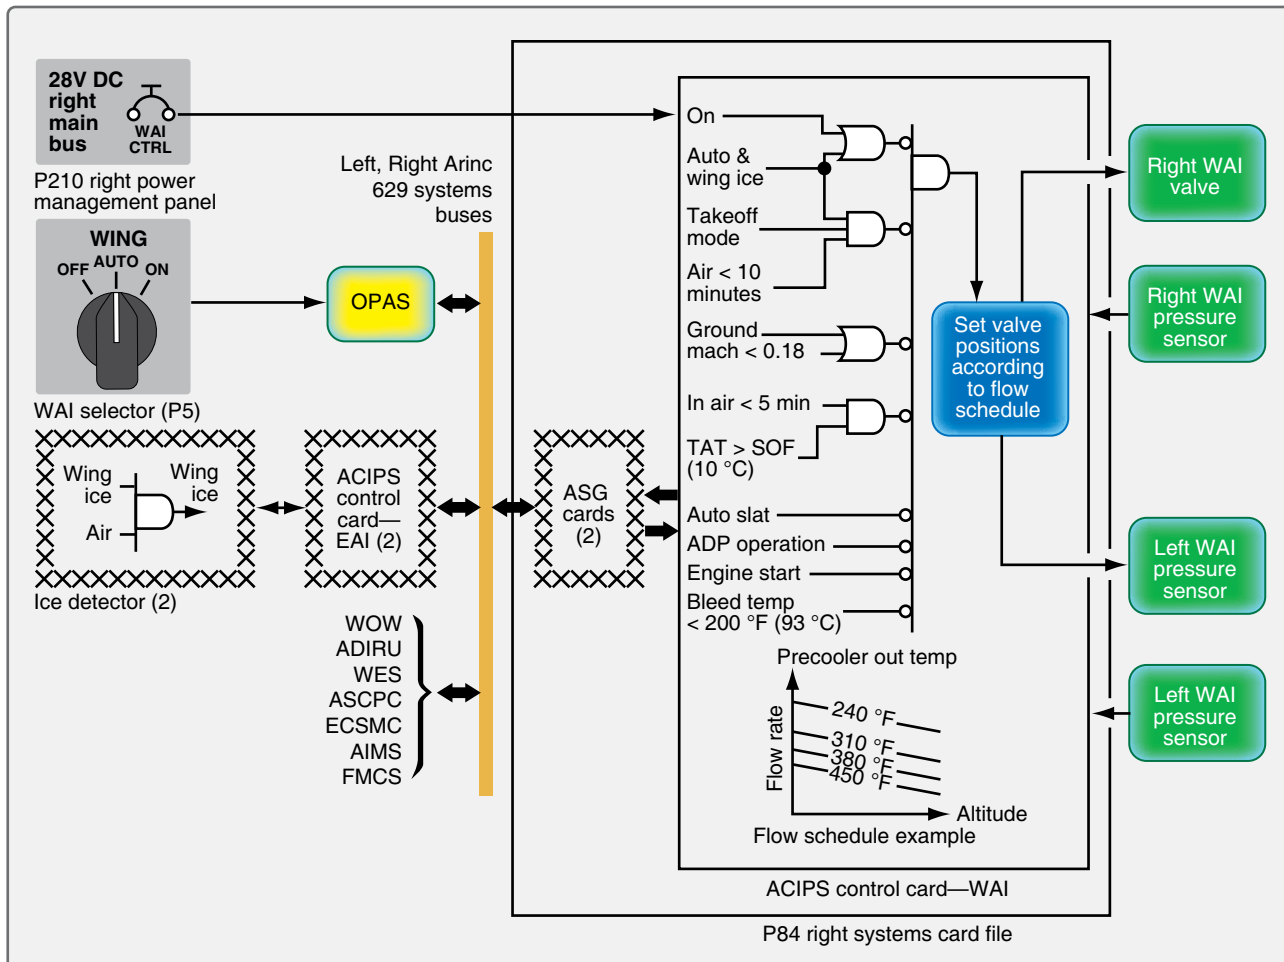 28V DC
right
main
bus
WAI
CTRL
P210 right power
management panel
WING
OFF
AUTO
ON
WAI selector (P5)
OPAS
Left, Right Arinc
629 systems
buses
Wing
ice
Air
Wing
ice
Ice detector (2)
ACIPS
control
card—
EAI (2)
WOW
ADIRU
WES
ASCPC
ECSMC
AIMS
FMCS
ASG
cards
(2)
On
Auto &
wing ice
Takeoff
mode
Air < 10
minutes
Ground
mach < 0.18
In air < 5 min
TAT > SOF
(10 °C)
Auto slat
ADP operation
Engine start
Bleed temp
< 200 °F (93 °C)
Set valve
positions
according
to flow
schedule
Precooler out temp
Flow rate
240 °F
310 °F
380 °F
450 °F
Altitude
Flow schedule example
ACIPS control card—WAI
P84 right systems card file
Right WAI
valve
Right WAI
pressure
sensor
Left WAI
pressure
sensor
Left WAI
pressure
sensor